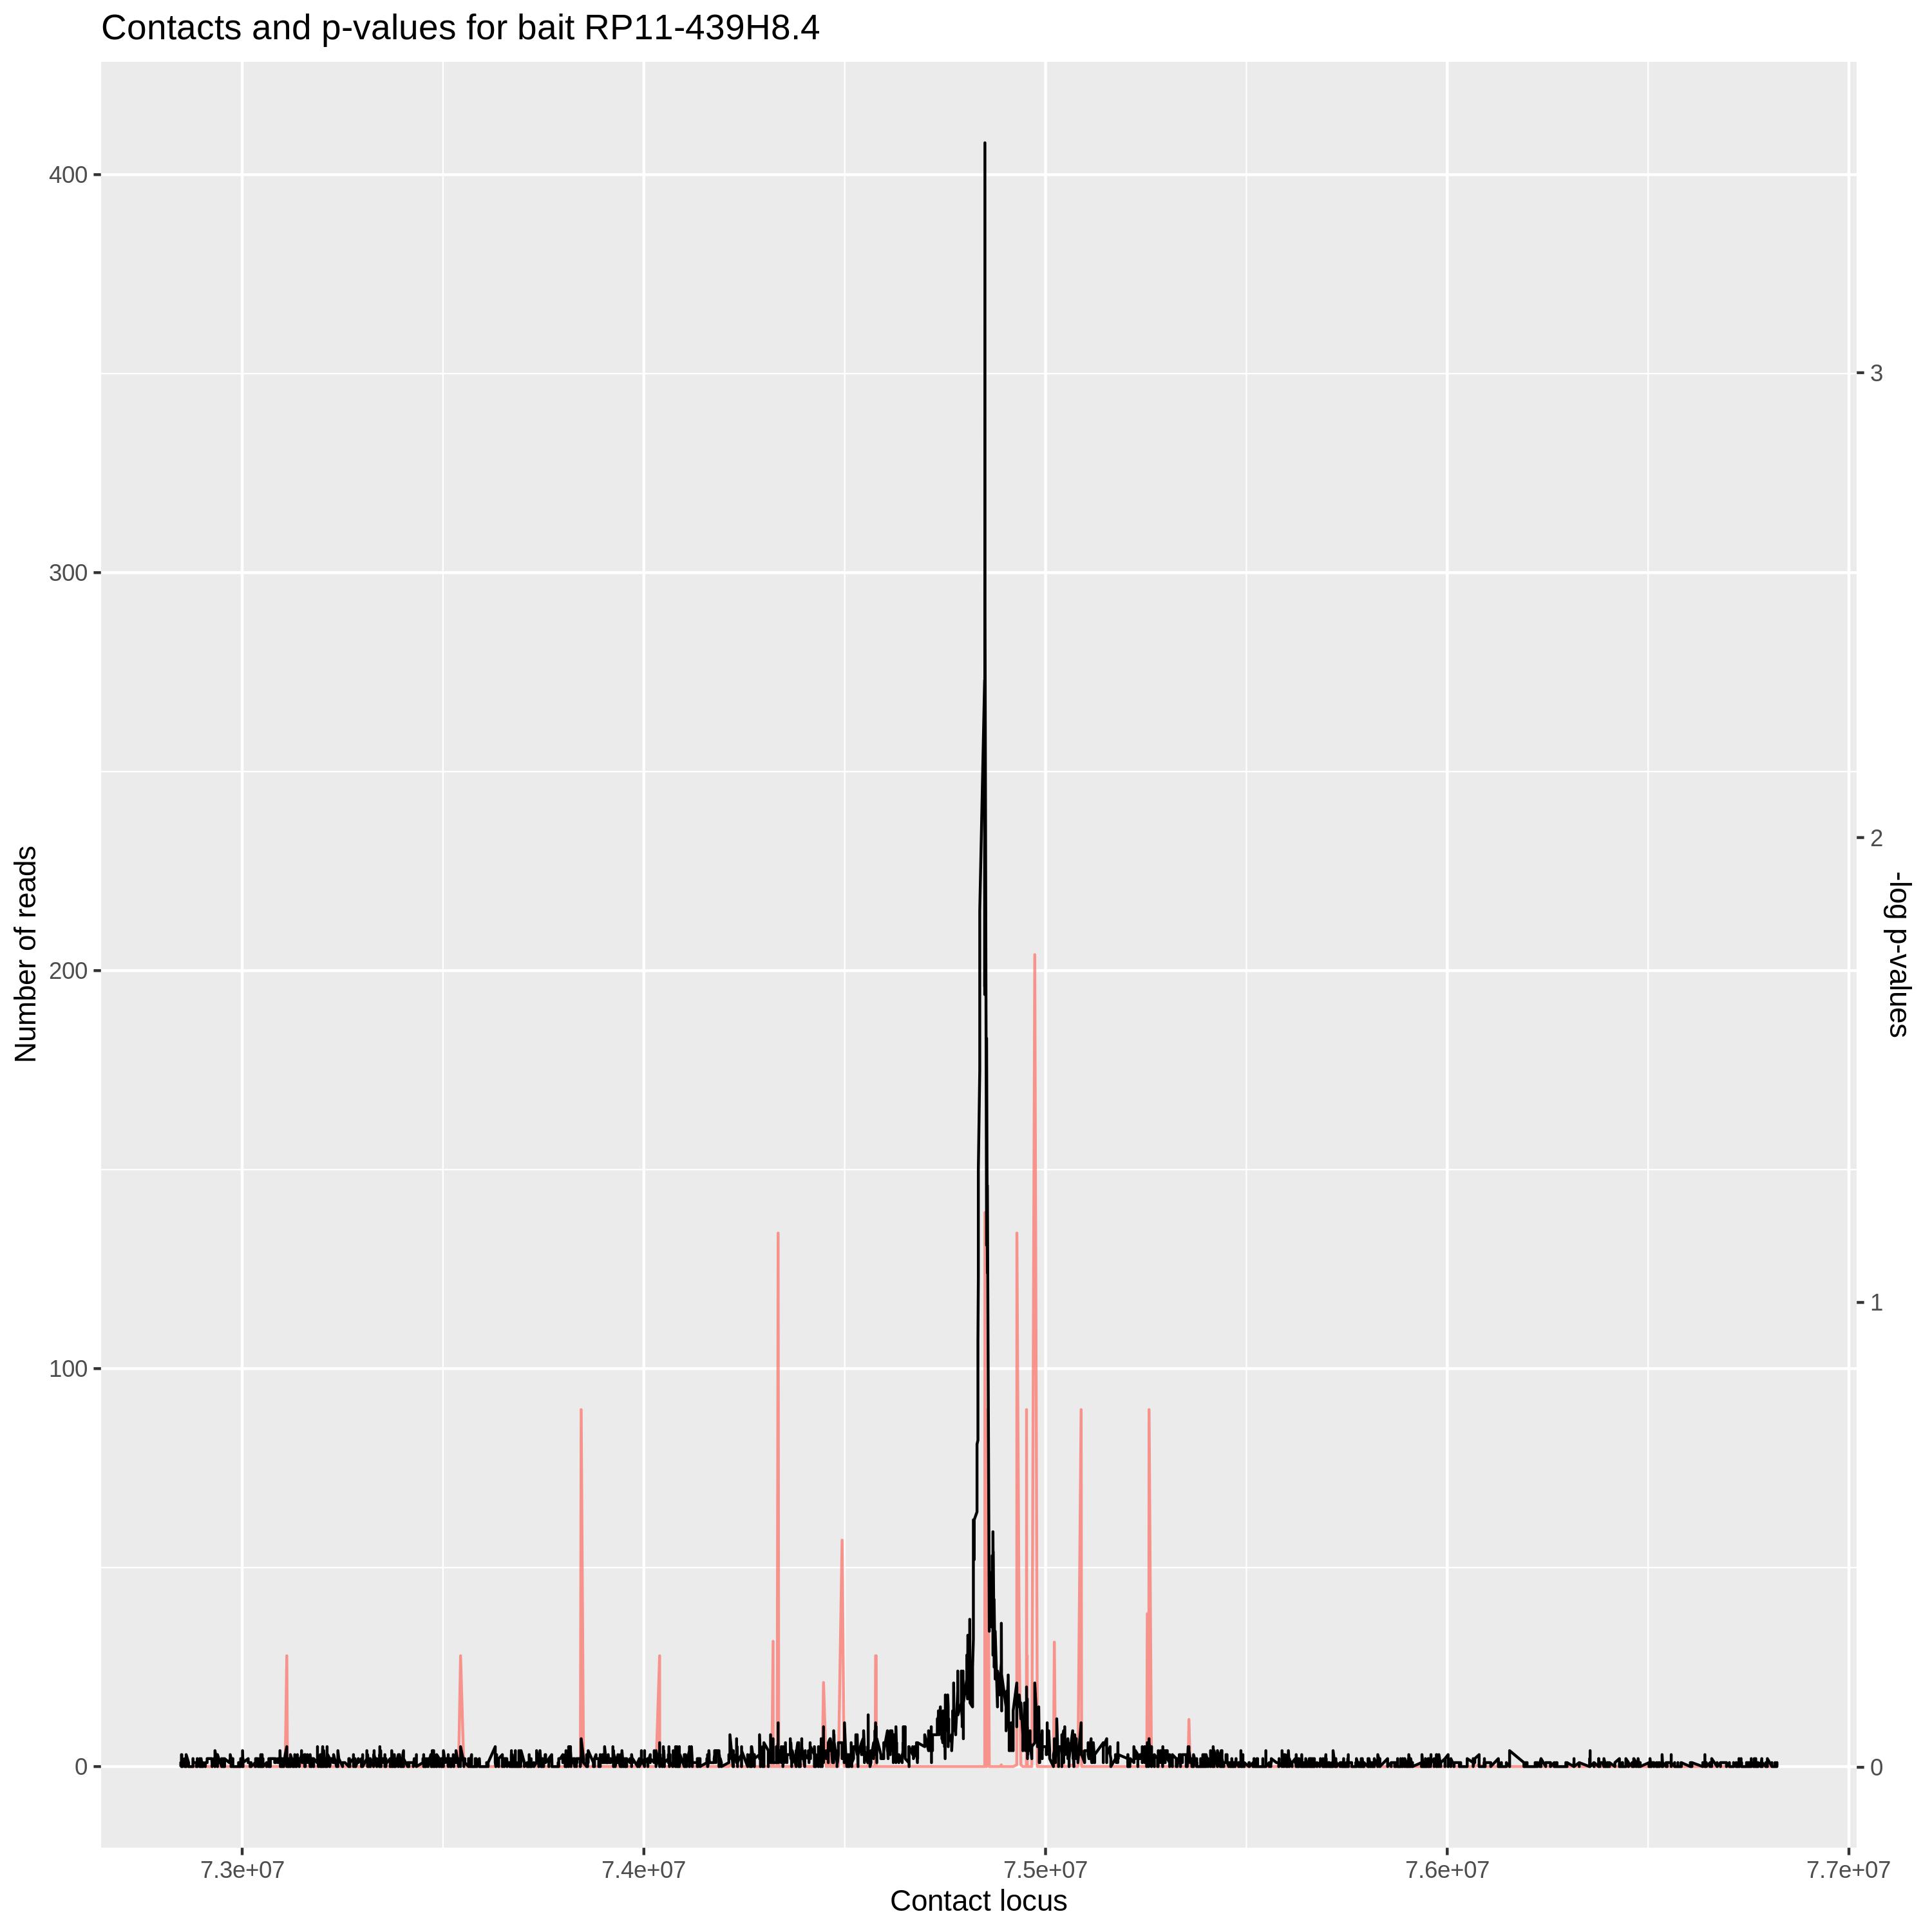 Contacts and p-values for bait RP11-439H8.4
400
300
200
100
0
Number of reads
3
2
1
0
-log p-values
7.3e+07
7.4e+07
7.5e+07
7.6e+07
7.7e+07
Contact locus